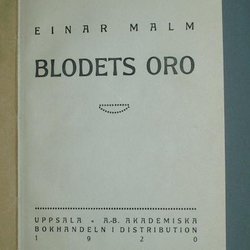 EINAR MALM
BLODETS ORO
UPPSALA • A.B. AKADEMISKA
BOKHANDELN I DISTRIBUTION
1920